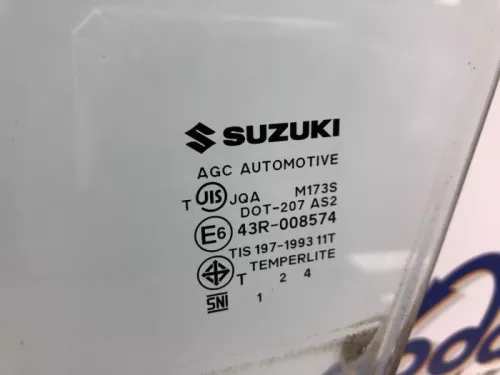 SUZUKI
AGC AUTOMOTIVE
T JIS JQA M173S
DOT-207 AS2
E6 43R-008574
TIS 197-1993 11T
T TEMPERLITE
SNI 1 2 4